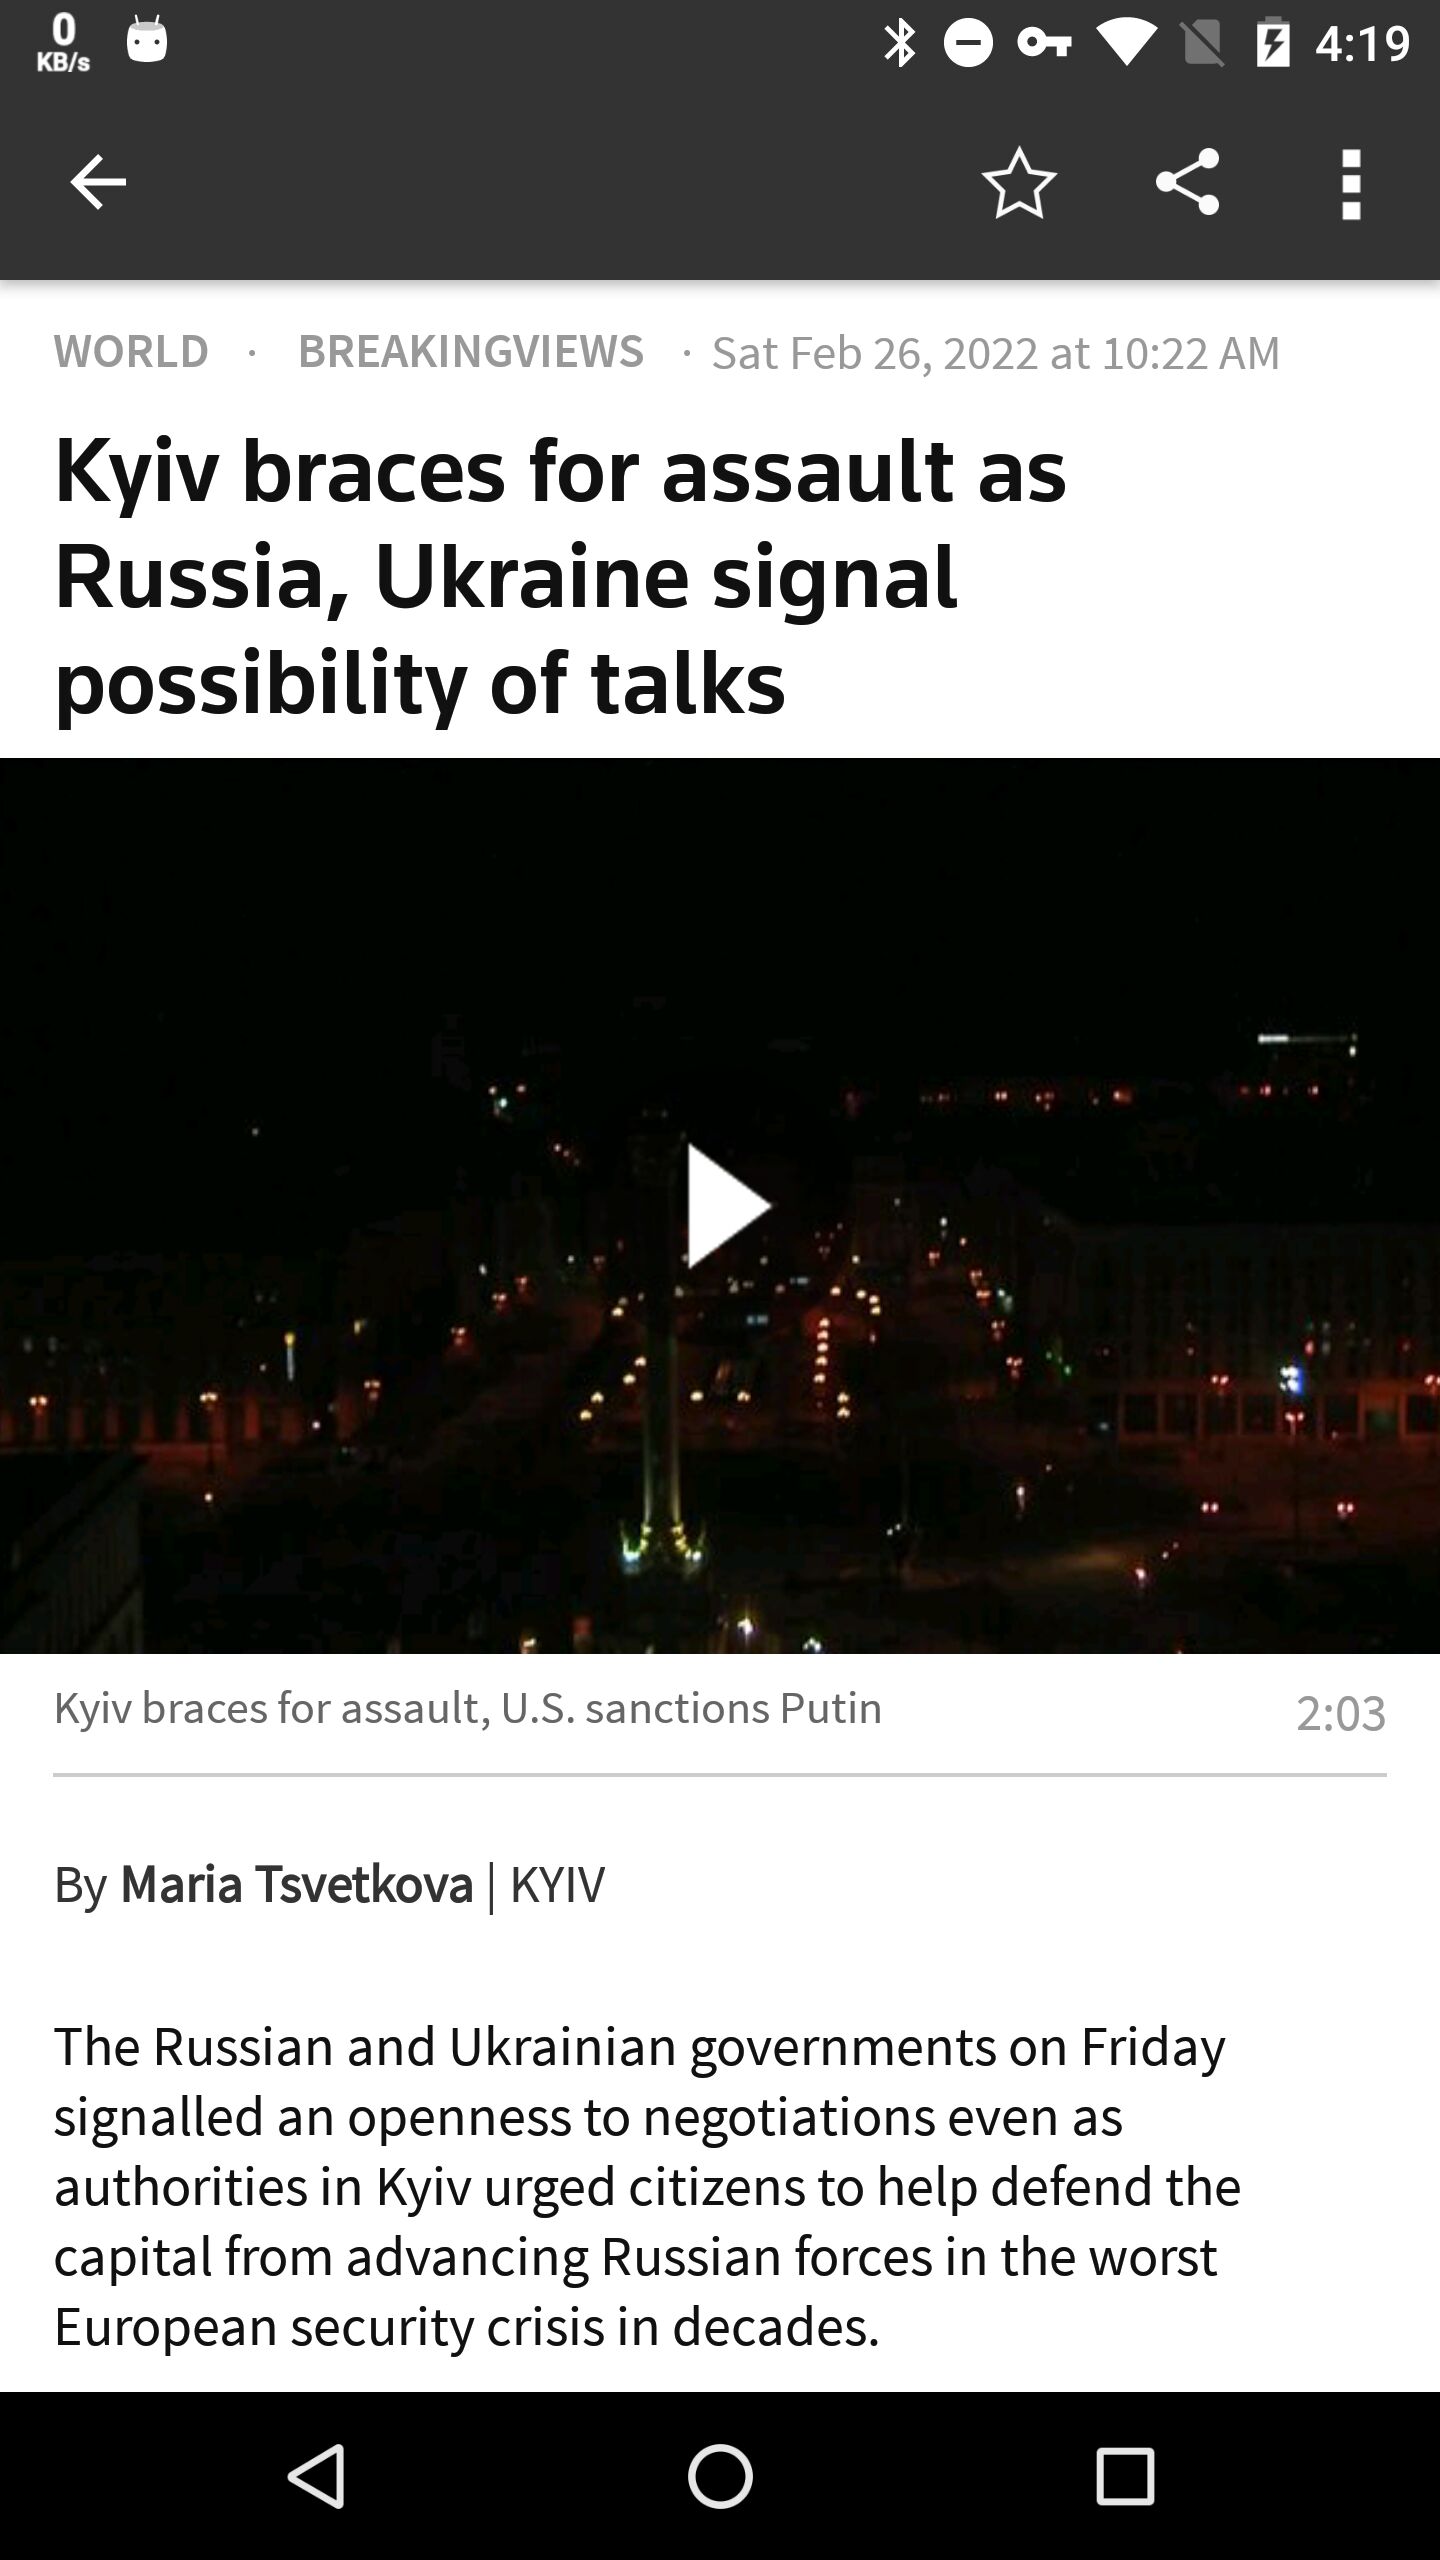 0
KB/s
4:19
WORLD · BREAKINGVIEWS · Sat Feb 26, 2022 at 10:22 AM
Kyiv braces for assault as
Russia, Ukraine signal
possibility of talks
Kyiv braces for assault, U.S. sanctions Putin 2:03
By Maria Tsvetkova | KYIV
The Russian and Ukrainian governments on Friday
signalled an openness to negotiations even as
authorities in Kyiv urged citizens to help defend the
capital from advancing Russian forces in the worst
European security crisis in decades.